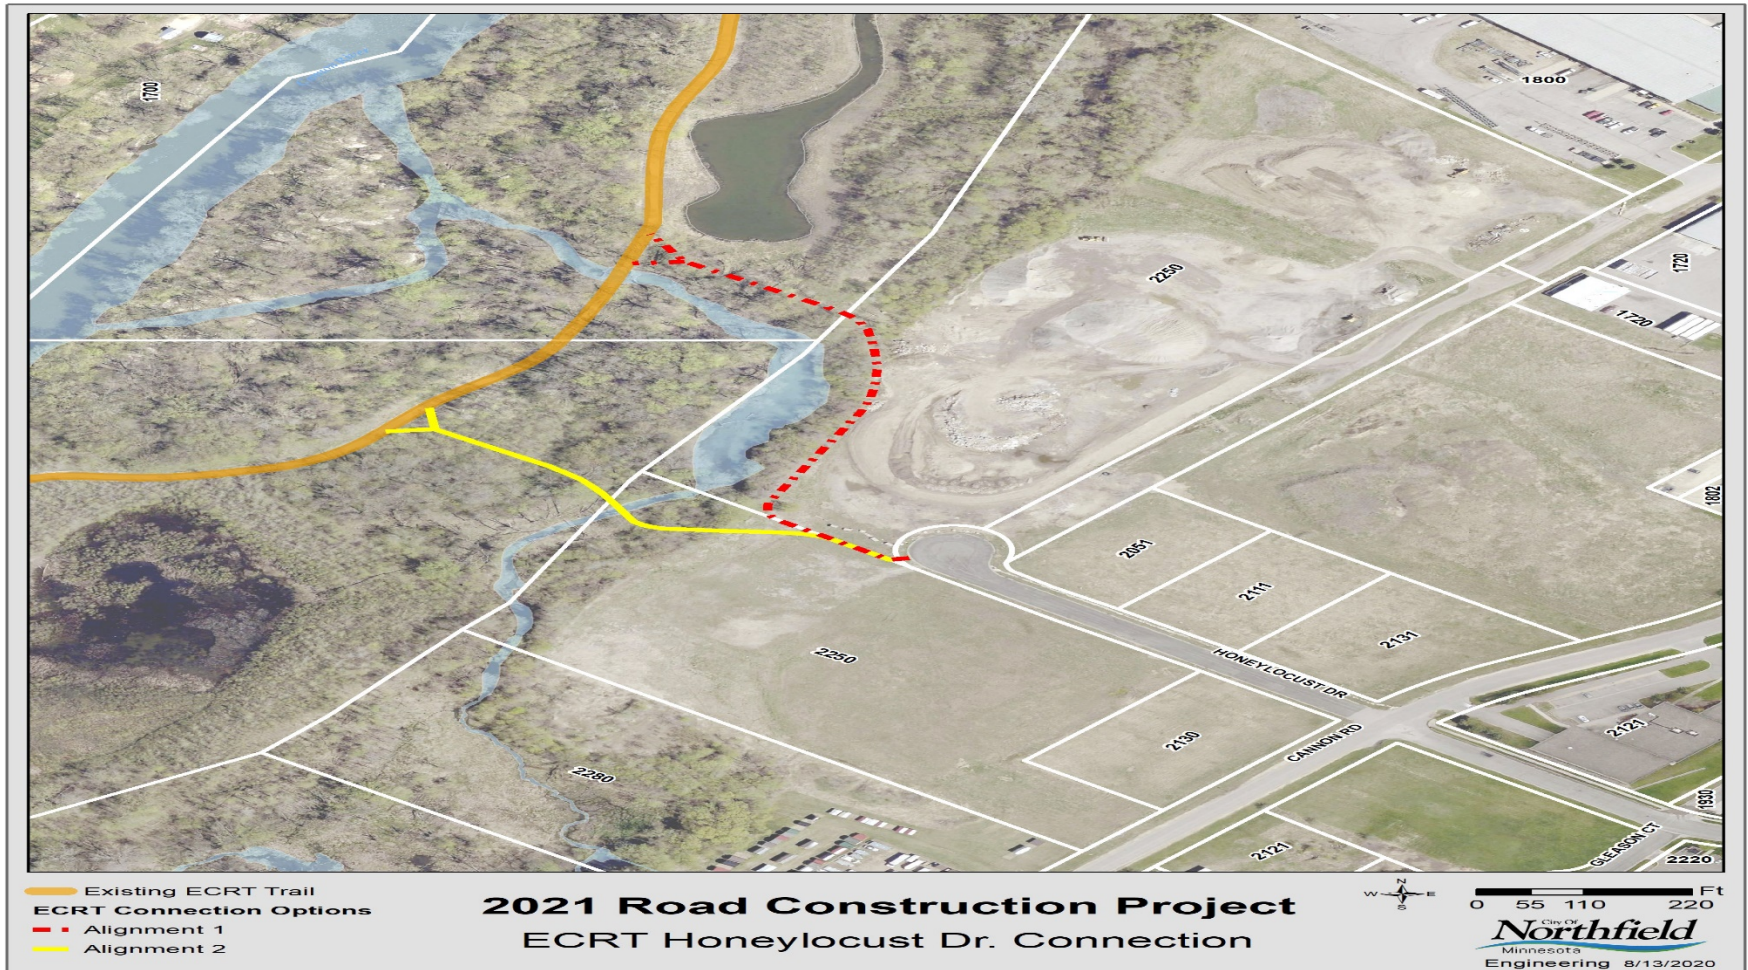 1700
1800
2250
1720
1720
1802
2051
2111
2131
2250
HONEYLOCUST DR
2130
CANNON RD
2121
2280
1930
2121
GLEASON CT
2220
Existing ECRT Trail
ECRT Connection Options
Alignment 1
Alignment 2
2021 Road Construction Project
ECRT Honeylocust Dr. Connection
N
W E
S
Ft
0 55 110 220
City Of
Northfield
Minnesota
Engineering 8/13/2020